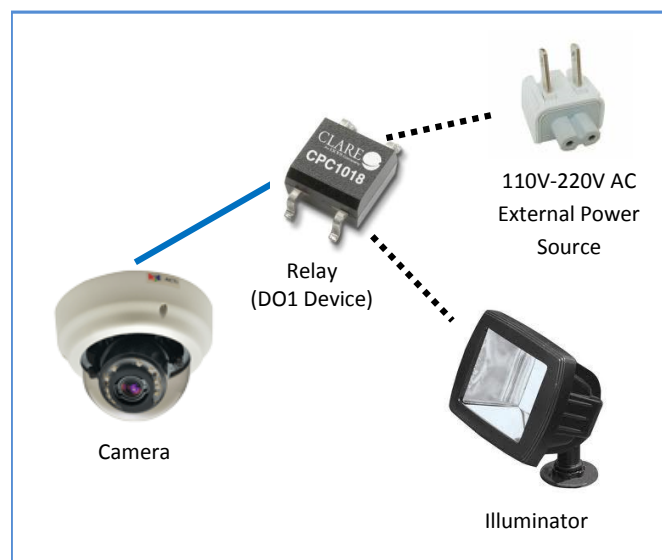 CLARE
CPC1018
110V-220V AC
External Power
Source
Relay
(DO1 Device)
Camera
Illuminator